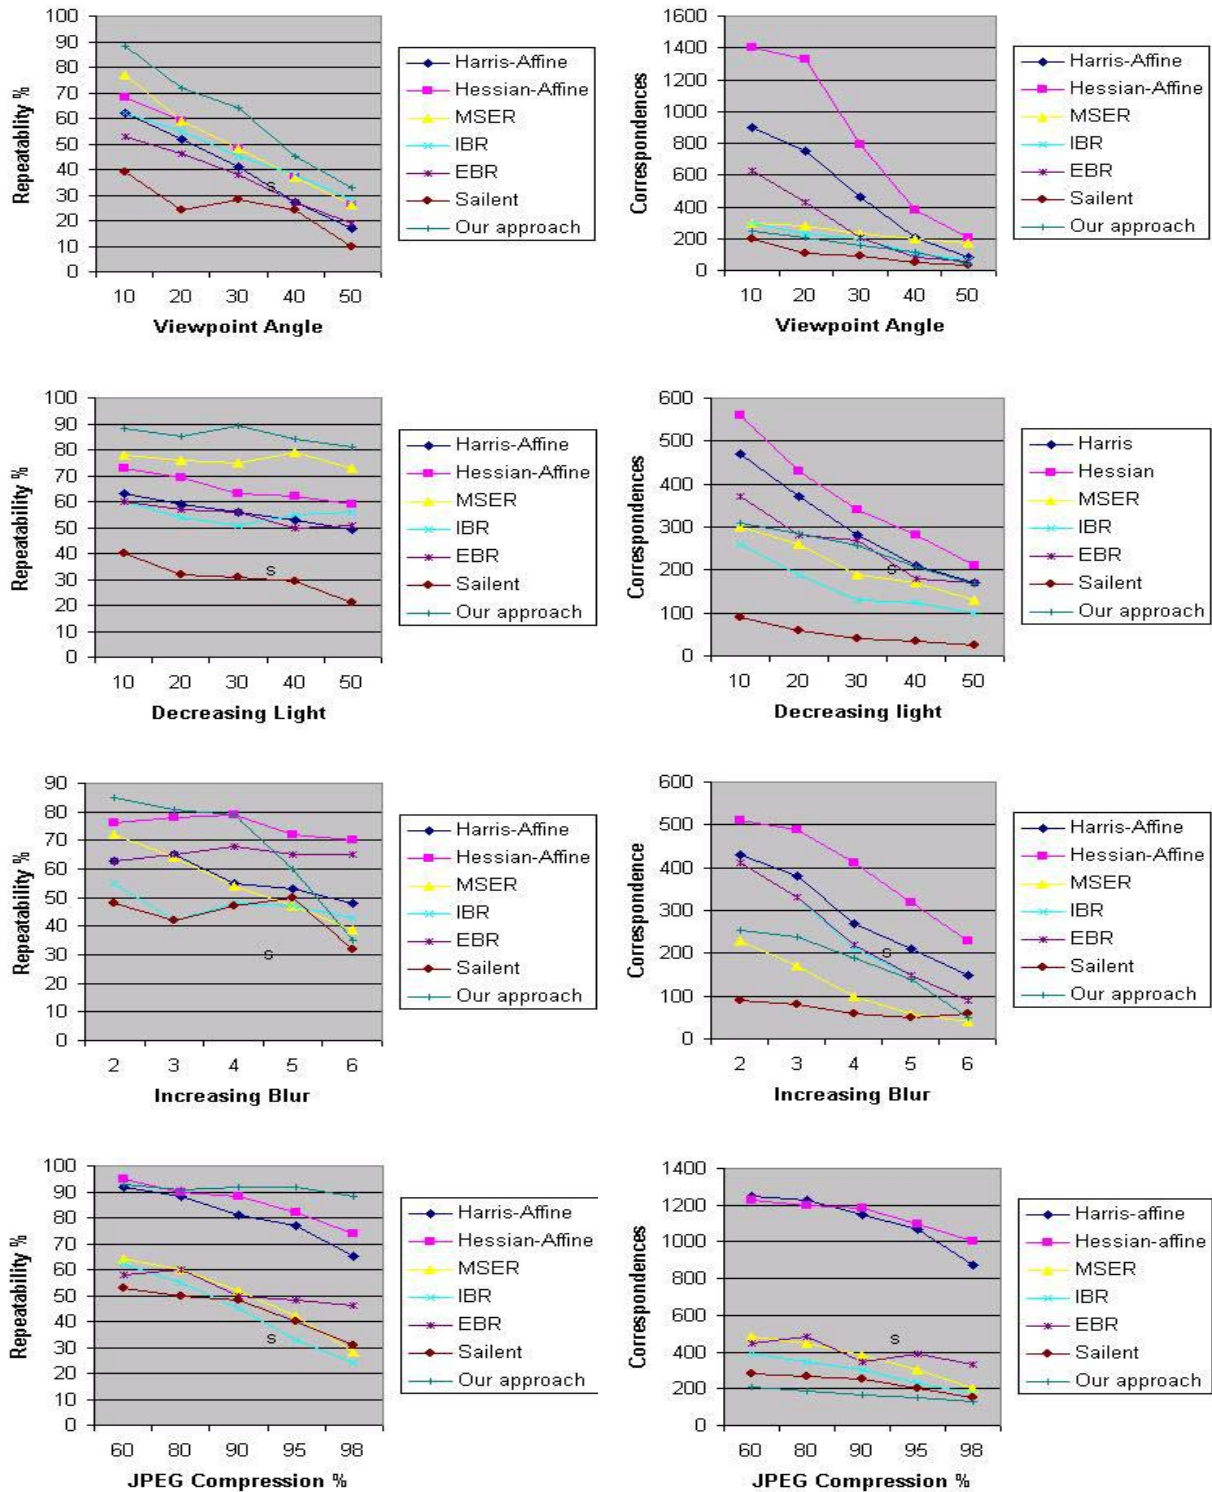 Repeatability %
100
90
80
70
60
50
40
30
20
10
0
s
10 20 30 40 50
Viewpoint Angle
Harris-Affine
Hessian-Affine
MSER
IBR
EBR
Sailent
Our approach
Correspondences
1600
1400
1200
1000
800
600
400
200
0
10 20 30 40 50
Viewpoint Angle
Harris-Affine
Hessian-Affine
MSER
IBR
EBR
Sailent
Our approach
Repeatability %
100
90
80
70
60
50
40
30
20
10
0
s
10 20 30 40 50
Decreasing Light
Harris-Affine
Hessian-Affine
MSER
IBR
EBR
Sailent
Our approach
Correspondences
600
500
400
300
200
100
0
s
10 20 30 40 50
Decreasing light
Harris
Hessian
MSER
IBR
EBR
Sailent
Our approach
Repeatability %
90
80
70
60
50
40
30
20
10
0
s
2 3 4 5 6
Increasing Blur
Harris-Affine
Hessian-Affine
MSER
IBR
EBR
Sailent
Our approach
Correspondence
600
500
400
300
200
100
0
s
2 3 4 5 6
Increasing Blur
Harris-Affine
Hessian-Affine
MSER
IBR
EBR
Sailent
Our approach
Repeatability %
100
90
80
70
60
50
40
30
20
10
0
s
60 80 90 95 98
JPEG Compression %
Harris-Affine
Hessian-Affine
MSER
IBR
EBR
Sailent
Our approach
Correspondences
1400
1200
1000
800
600
400
200
0
s
60 80 90 95 98
JPEG Compression %
Harris-affine
Hessian-affine
MSER
IBR
EBR
Sailent
Our approach